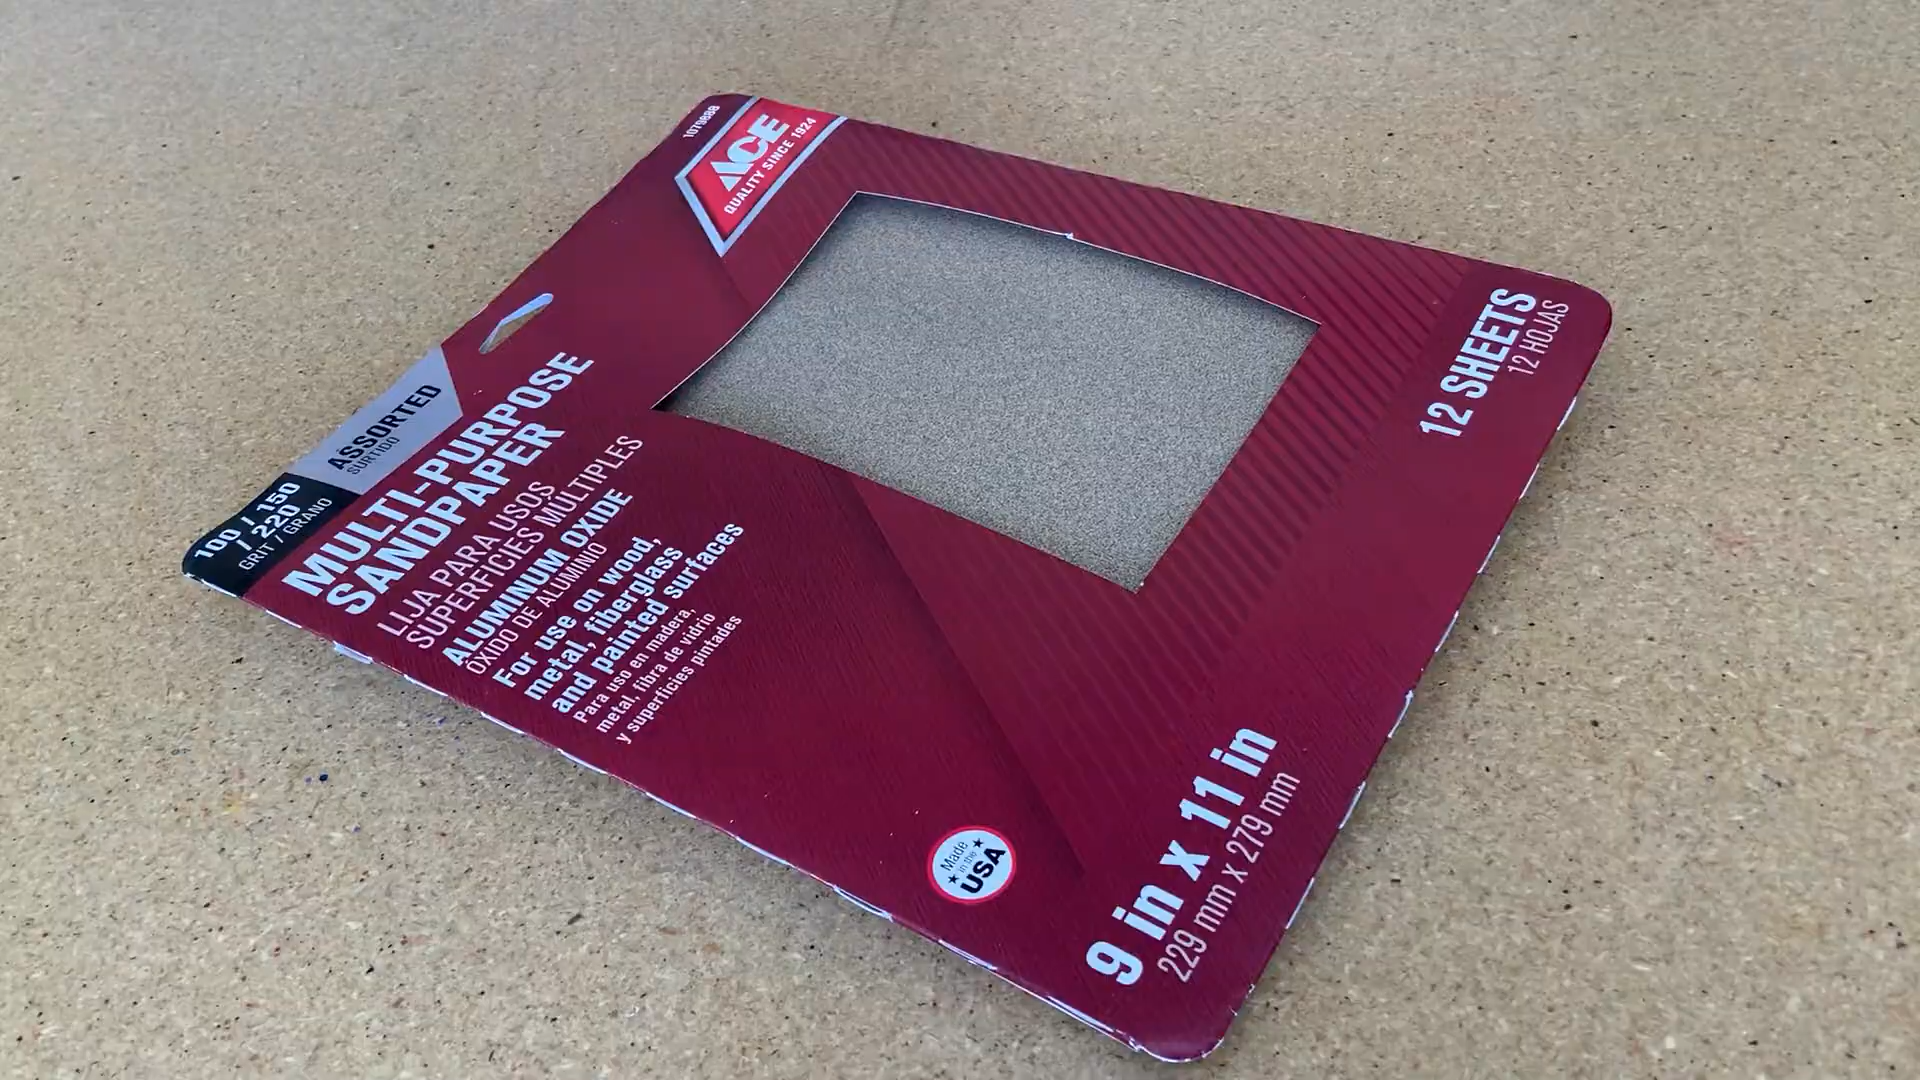 1079888
ACE
QUALITY SINCE 1924
ASSORTED
SURTIDO
100 / 150
/ 220
GRIT / GRANO
MULTI-PURPOSE
SANDPAPER
LIJA PARA USOS
SUPERFICIES MÚLTIPLES
ALUMINUM OXIDE
ÓXIDO DE ALUMINIO
For use on wood,
metal, fiberglass
and painted surfaces
Para uso en madera,
metal, fibra de vidrio
y superficies pintades
12 SHEETS
12 HOJAS
Made
in the
USA
9 in x 11 in
229 mm x 279 mm